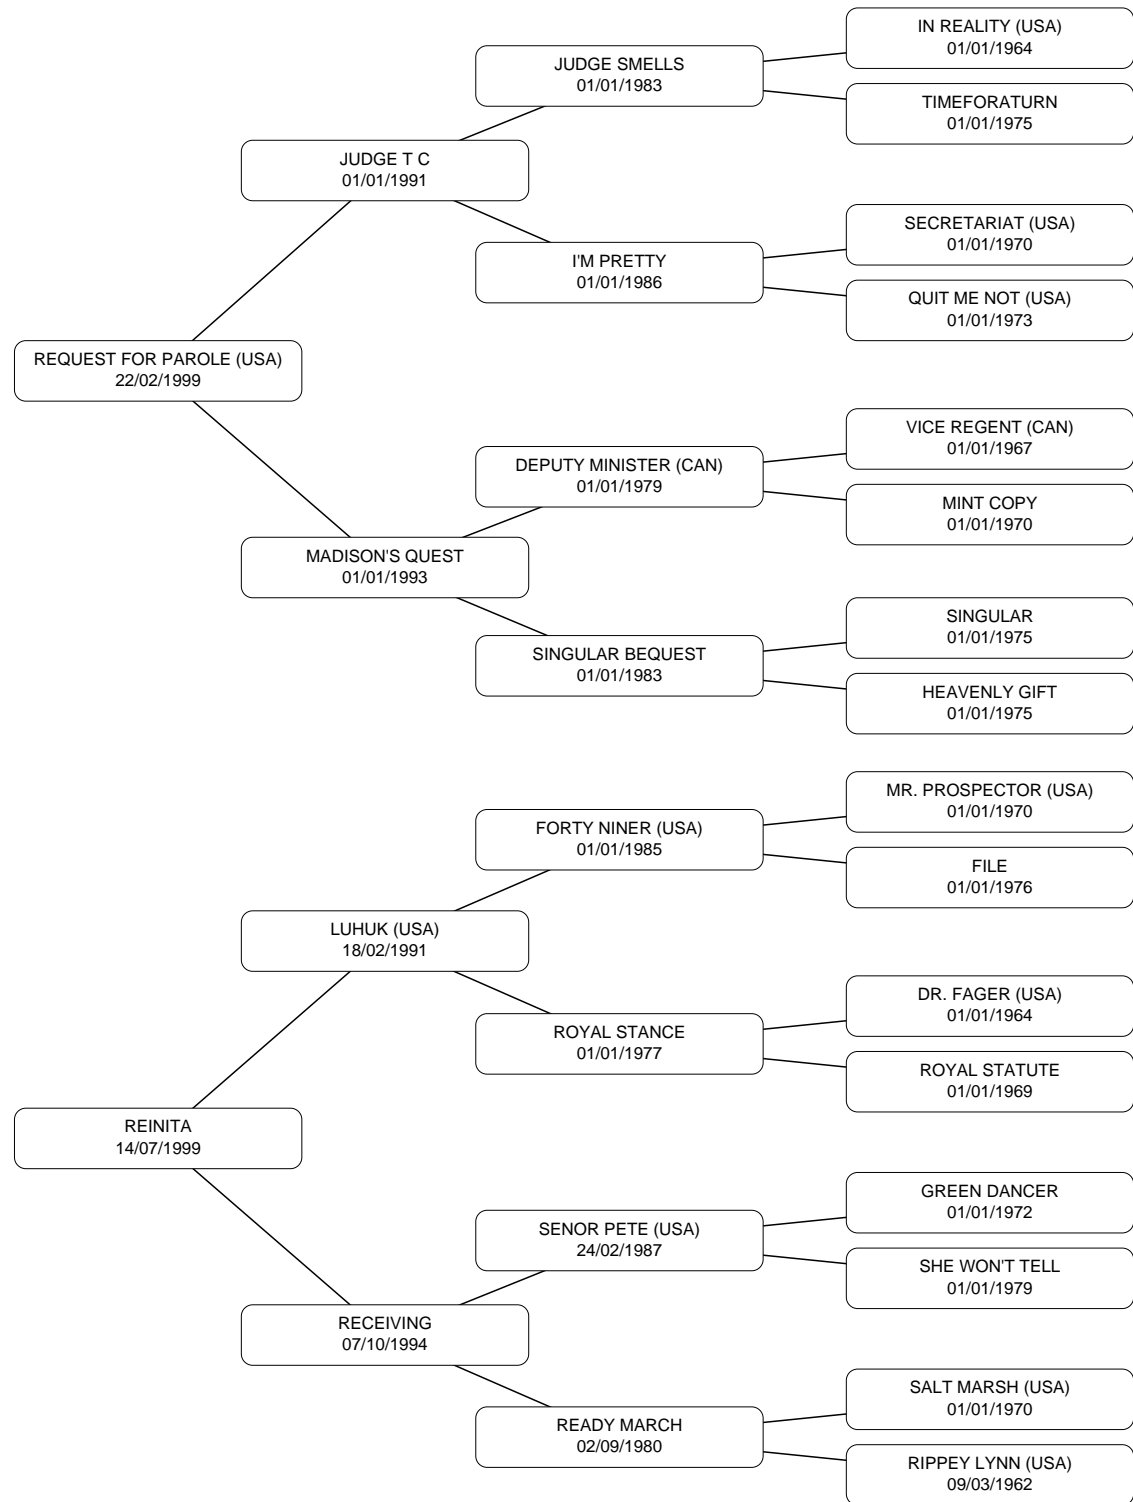 IN REALITY (USA)
01/01/1964
JUDGE SMELLS
01/01/1983
TIMEFORATURN
01/01/1975
JUDGE T C
01/01/1991
SECRETARIAT (USA)
01/01/1970
I'M PRETTY
01/01/1986
QUIT ME NOT (USA)
01/01/1973
REQUEST FOR PAROLE (USA)
22/02/1999
VICE REGENT (CAN)
01/01/1967
DEPUTY MINISTER (CAN)
01/01/1979
MINT COPY
01/01/1970
MADISON'S QUEST
01/01/1993
SINGULAR
01/01/1975
SINGULAR BEQUEST
01/01/1983
HEAVENLY GIFT
01/01/1975
MR. PROSPECTOR (USA)
01/01/1970
FORTY NINER (USA)
01/01/1985
FILE
01/01/1976
LUHUK (USA)
18/02/1991
DR. FAGER (USA)
01/01/1964
ROYAL STANCE
01/01/1977
ROYAL STATUTE
01/01/1969
REINITA
14/07/1999
GREEN DANCER
01/01/1972
SENOR PETE (USA)
24/02/1987
SHE WON'T TELL
01/01/1979
RECEIVING
07/10/1994
SALT MARSH (USA)
01/01/1970
READY MARCH
02/09/1980
RIPPEY LYNN (USA)
09/03/1962